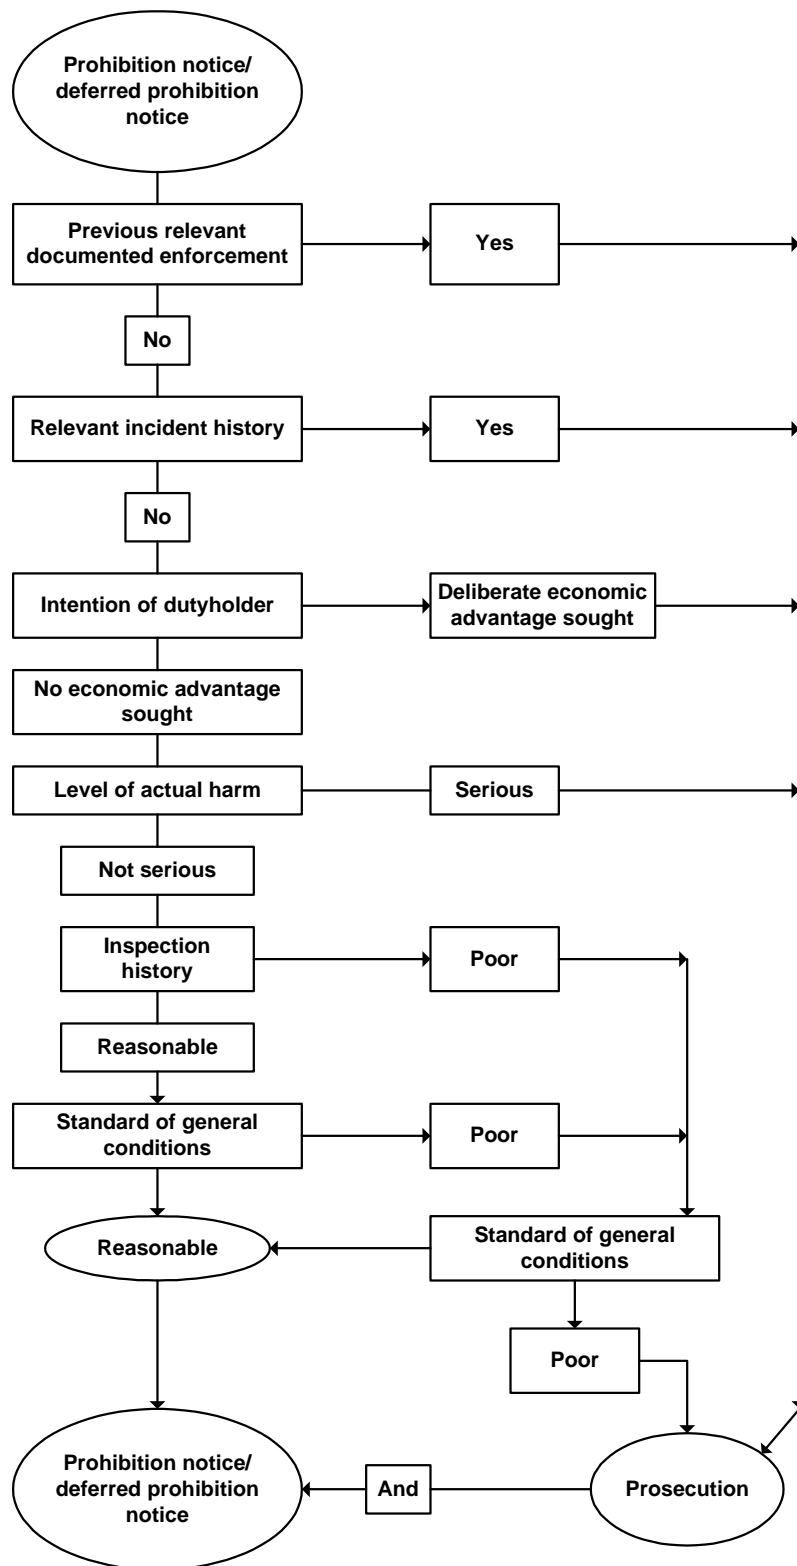 Prohibition notice/
deferred prohibition
notice
Previous relevant
documented enforcement
Yes
No
Relevant incident history
Yes
No
Intention of dutyholder
Deliberate economic
advantage sought
No economic advantage
sought
Level of actual harm
Serious
Not serious
Inspection
history
Poor
Reasonable
Standard of general
conditions
Poor
Reasonable
Standard of general
conditions
Poor
Prohibition notice/
deferred prohibition
notice
And
Prosecution